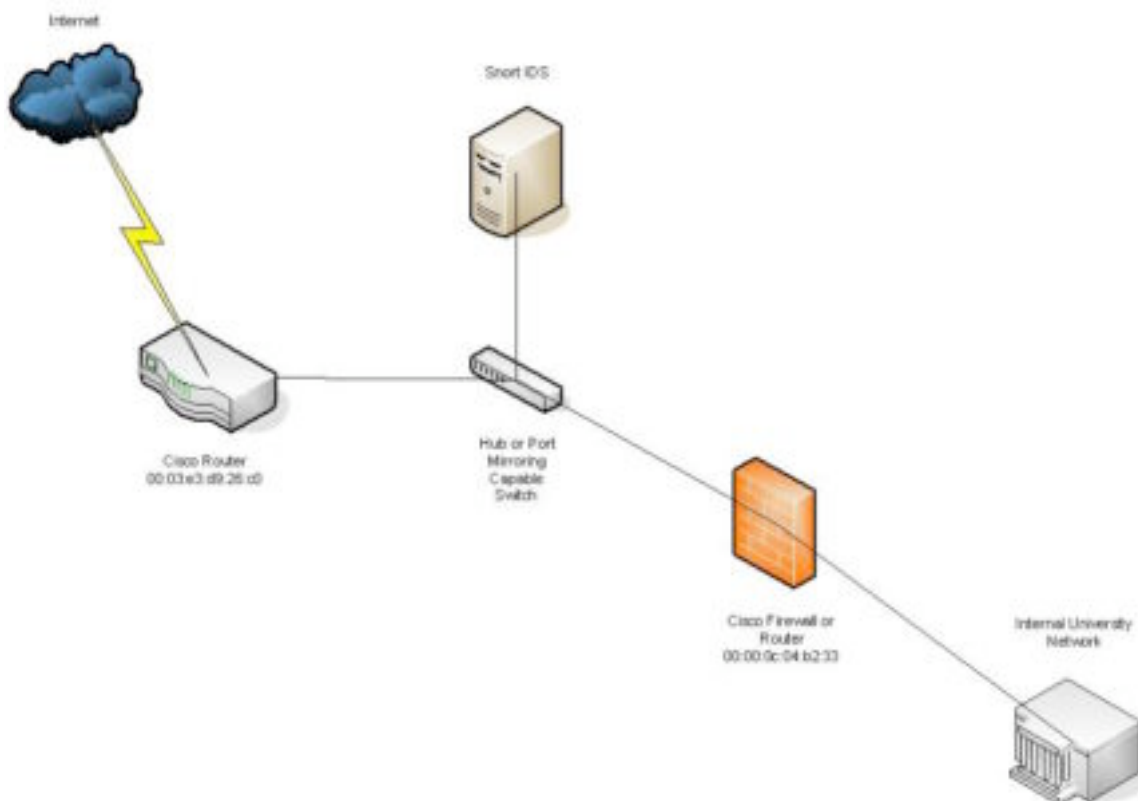 Internet
Snort IDS
Cisco Router
00:03:e3:d9:26:c0
Hub or Port
Mirroring
Capable
Switch
Cisco Firewall or
Router
00:00:0c:04:b2:33
Internal University
Network